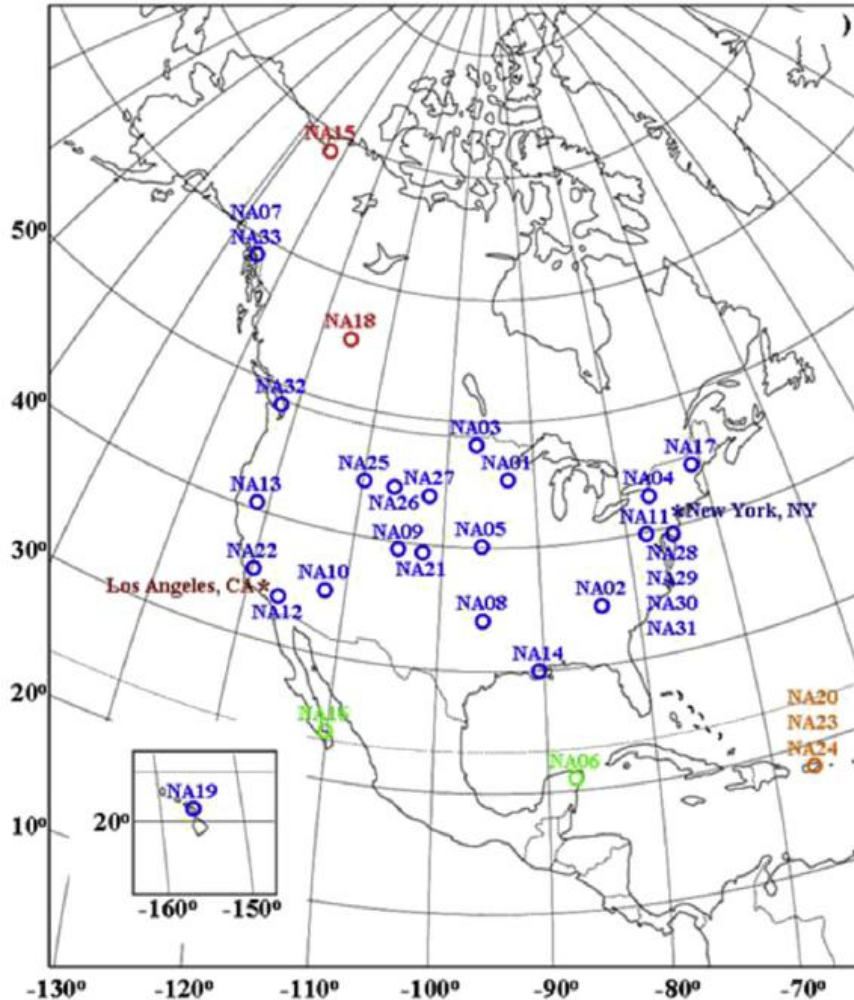 )
NA15
NA07
50°
NA33
NA18
NA32
40°
NA03
NA17
NA25
NA27
NA01
NA04
NA13
NA26
NA11
*New York, NY
NA09
NA05
30°
NA22
NA21
NA28
Los Angeles, CA*
NA10
NA02
NA29
NA12
NA08
NA30
NA31
NA14
20°
NA20
NA16
NA23
NA24
NA06
NA19
20°
10°
-160°
-150°
-130°
-120°
-110°
-100°
-90°
-80°
-70°